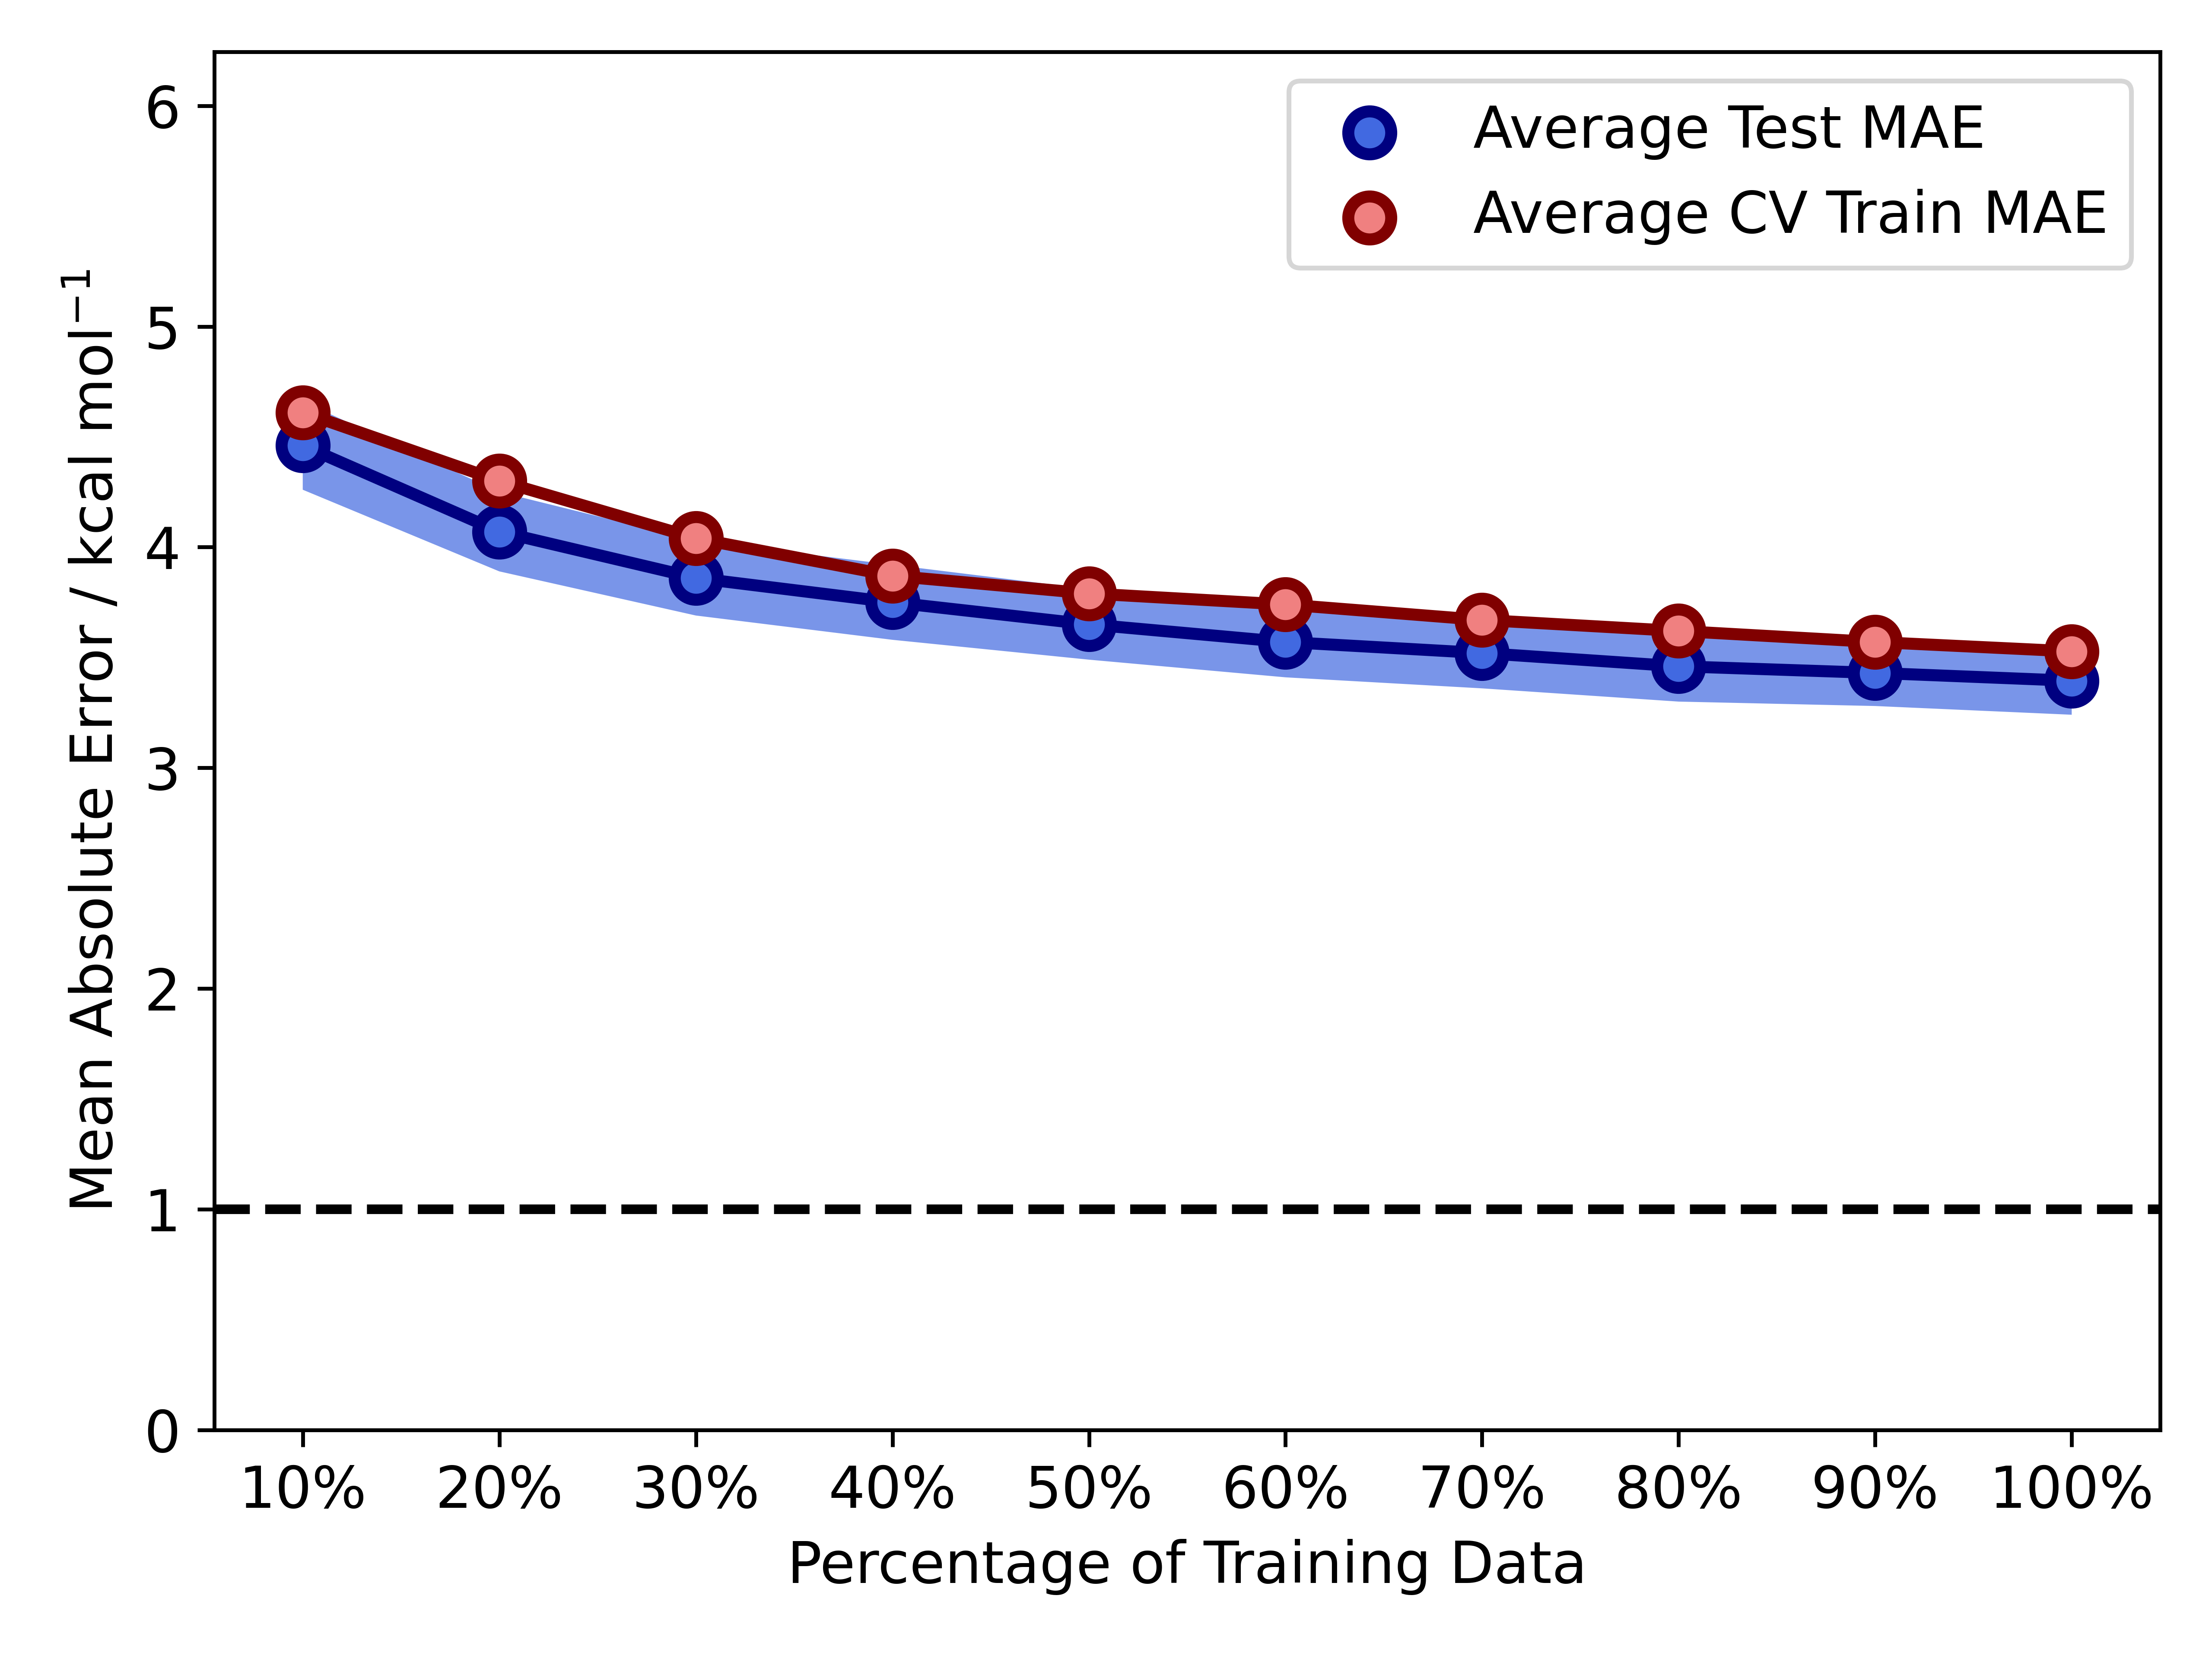 Average Test MAE
Average CV Train MAE
6
5
4
3
2
1
0
Mean Absolute Error / kcal mol⁻¹
10% 20% 30% 40% 50% 60% 70% 80% 90% 100%
Percentage of Training Data